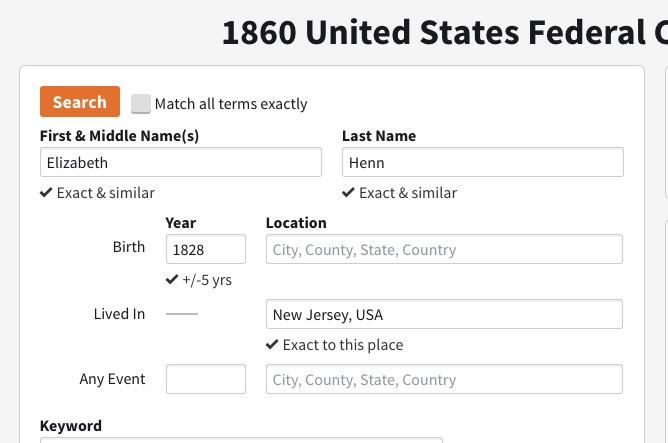 1860 United States Federal C
Search Match all terms exactly
First & Middle Name(s) Last Name
Elizabeth Henn
✔ Exact & similar ✔ Exact & similar
Year Location
Birth 1828 City, County, State, Country
✔ +/-5 yrs
Lived In New Jersey, USA
✔ Exact to this place
Any Event City, County, State, Country
Keyword